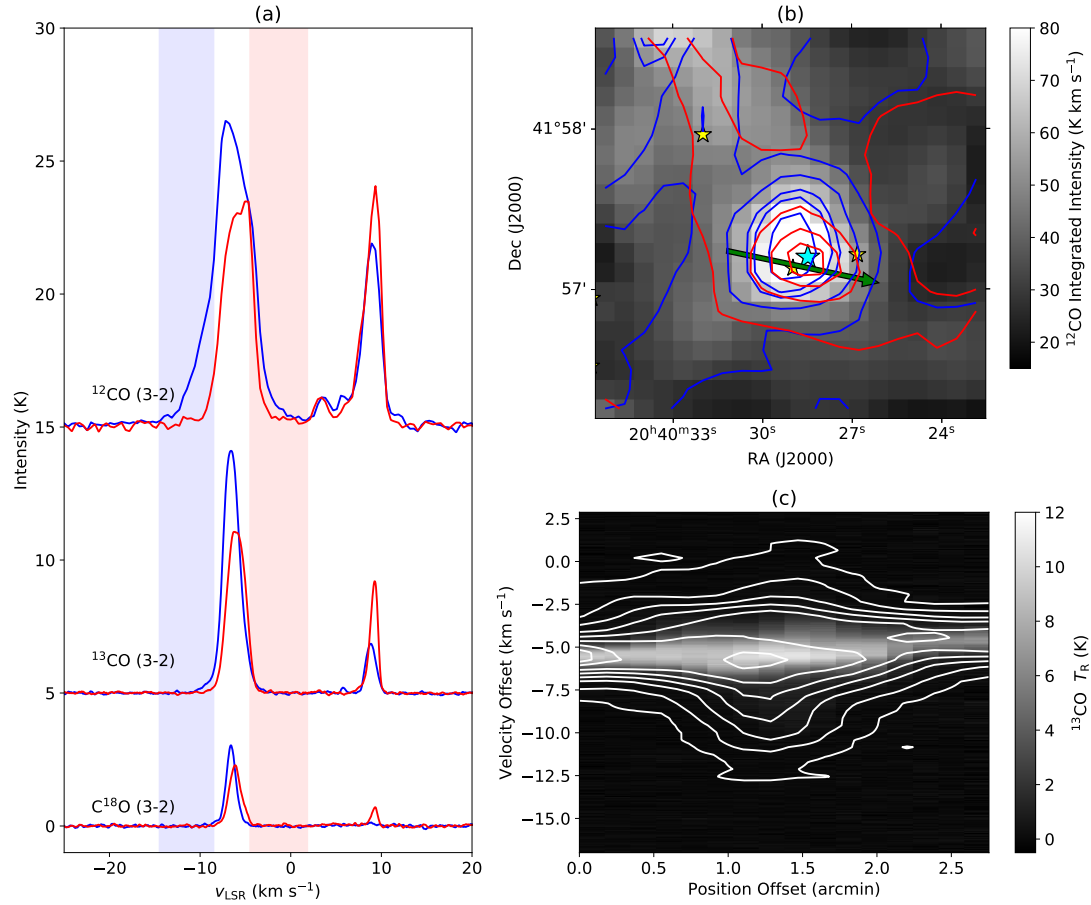 (a)
30
25
20
15
10
5
0
Intensity (K)
¹²CO (3-2)
¹³CO (3-2)
C¹⁸O (3-2)
−20 −10 0 10 20
v_LSR (km s⁻¹)
(b)
41°58'
57'
Dec (J2000)
20ʰ40ᵐ33ˢ 30ˢ 27ˢ 24ˢ
RA (J2000)
80
70
60
50
40
30
20
¹²CO Integrated Intensity (K km s⁻¹)
(c)
2.5
0.0
−2.5
−5.0
−7.5
−10.0
−12.5
−15.0
Velocity Offset (km s⁻¹)
0.0 0.5 1.0 1.5 2.0 2.5
Position Offset (arcmin)
12
10
8
6
4
2
0
¹³CO T_R (K)